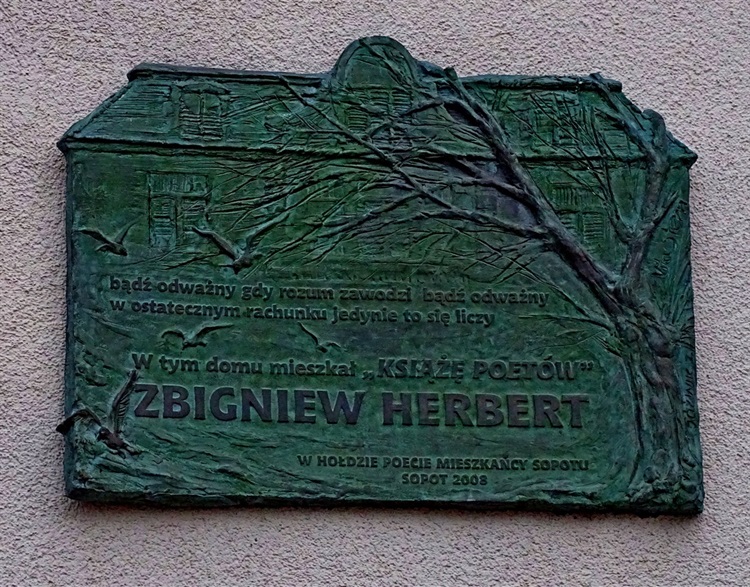 bądź odważny gdy rozum zawodzi bądź odważny
w ostatecznym rachunku jedynie to się liczy
W tym domu mieszkał „KSIĄŻĘ POETÓW”
ZBIGNIEW HERBERT
W HOŁDZIE POECIE MIESZKAŃCY SOPOTU
SOPOT 2008